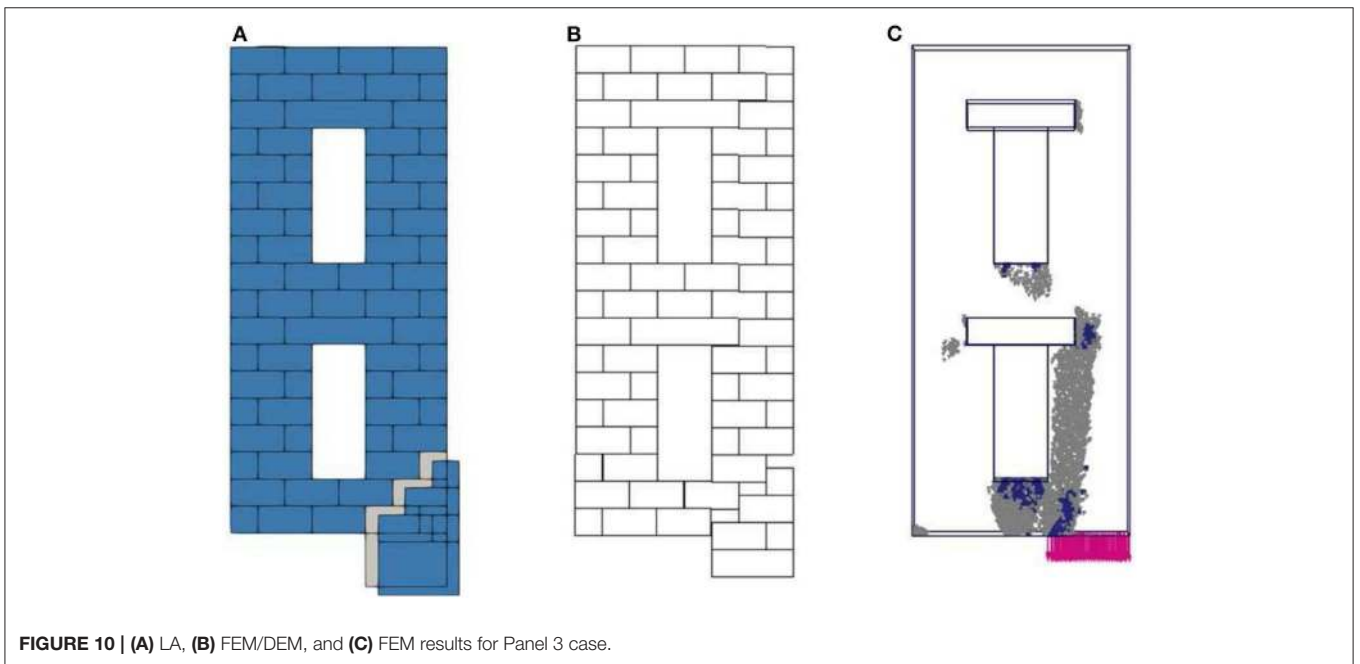 A
B
C
FIGURE 10 | (A) LA, (B) FEM/DEM, and (C) FEM results for Panel 3 case.